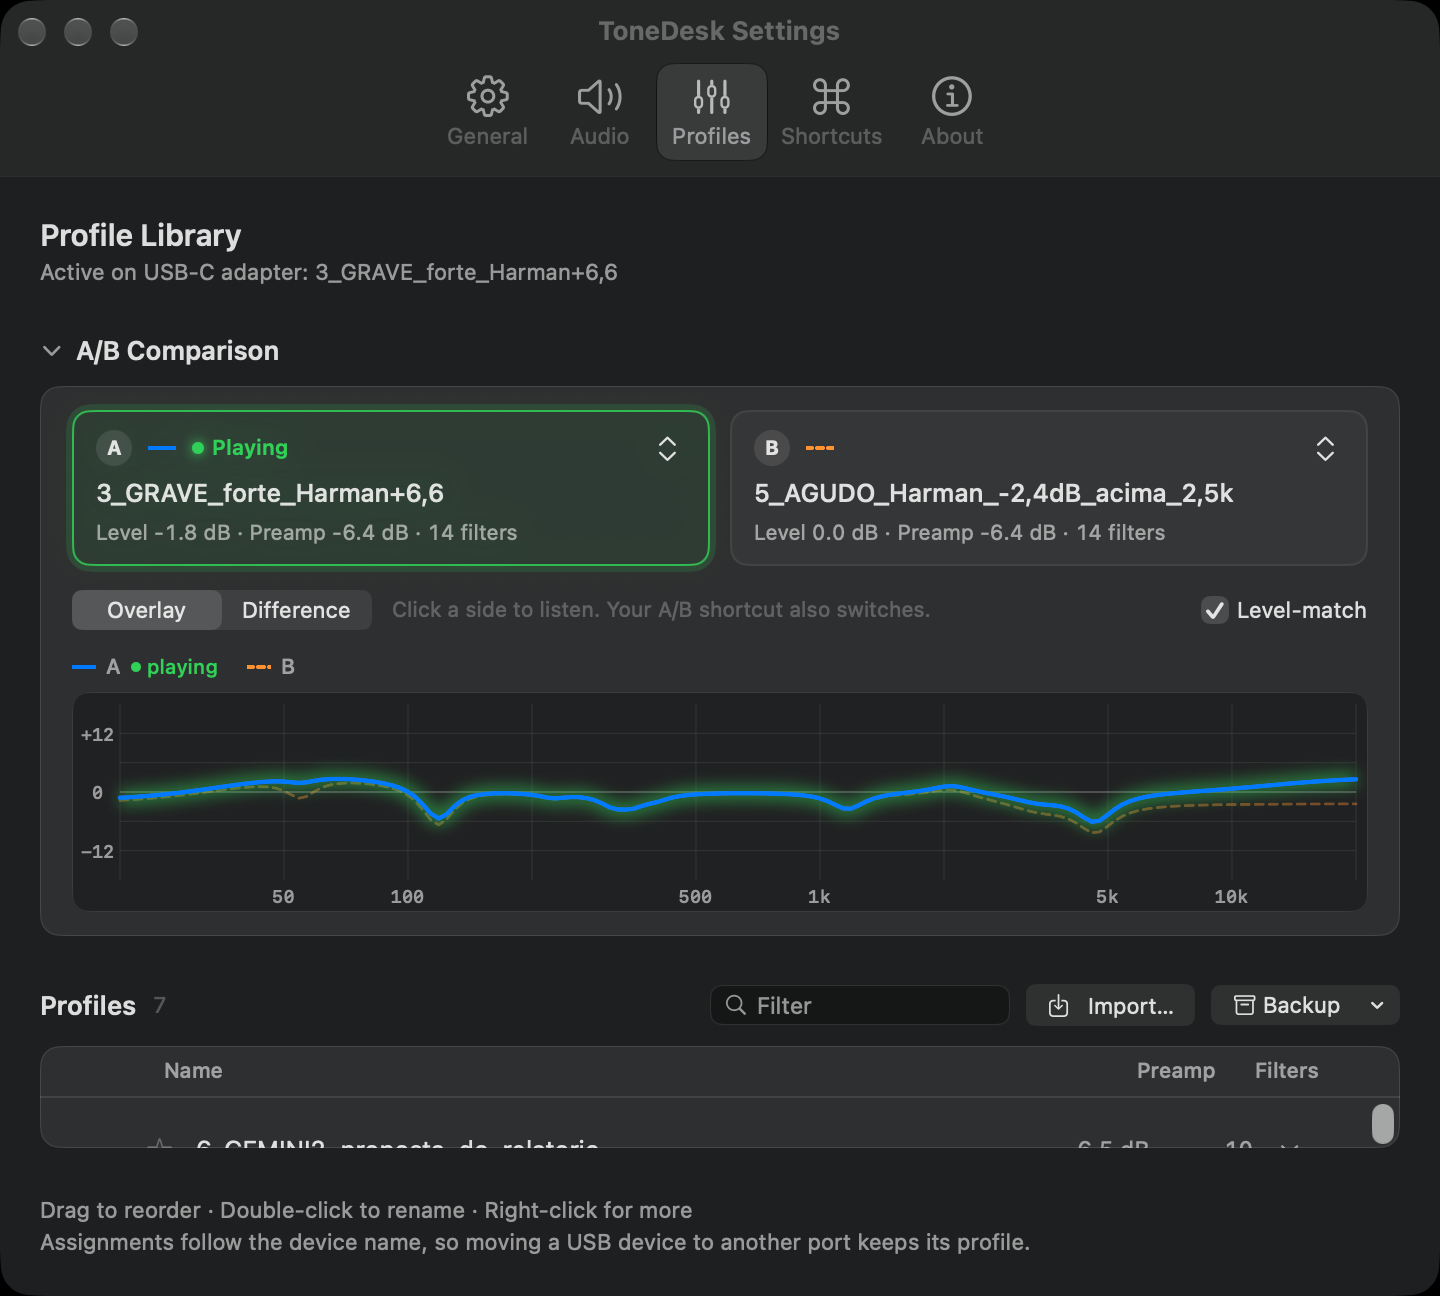 ToneDesk Settings
General
Audio
Profiles
Shortcuts
About
Profile Library
Active on USB-C adapter: 3_GRAVE_forte_Harman+6,6
A/B Comparison
A
Playing
3_GRAVE_forte_Harman+6,6
Level -1.8 dB · Preamp -6.4 dB · 14 filters
B
5_AGUDO_Harman_-2,4dB_acima_2,5k
Level 0.0 dB · Preamp -6.4 dB · 14 filters
Overlay
Difference
Click a side to listen. Your A/B shortcut also switches.
Level-match
A playing B
+12
0
−12
50 100 500 1k 5k 10k
Profiles 7
Filter
Import...
Backup
Name Preamp Filters
Drag to reorder · Double-click to rename · Right-click for more
Assignments follow the device name, so moving a USB device to another port keeps its profile.